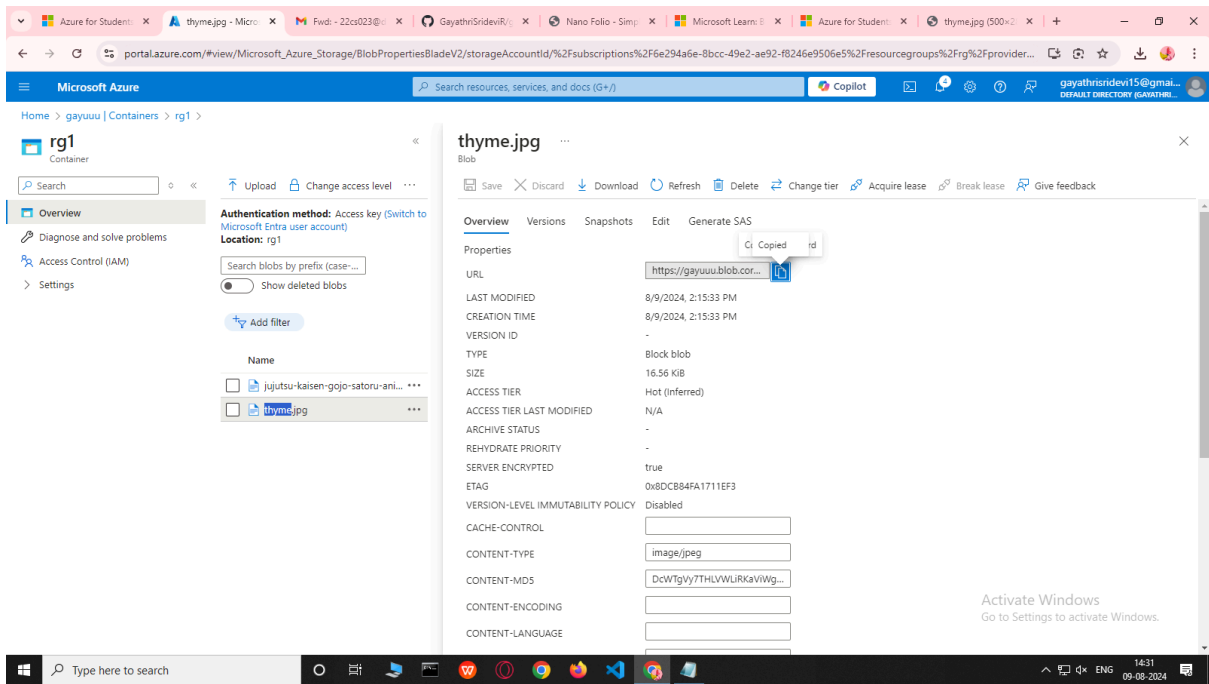 Azure for Student:
thyme.jpg - Micro
Fwd: - 22cs023@d
GayathriSrideviR/g
Nano Folio - Simp
Microsoft Learn: E
Azure for Student:
thyme.jpg (500×2
portal.azure.com/#view/Microsoft_Azure_Storage/BlobPropertiesBladeV2/storageAccountId/%2Fsubscriptions%2F6e294a6e-8bcc-49e2-ae92-f8246e9506e5%2Fresourcegroups%2Frg%2Fprovider...
Microsoft Azure
Search resources, services, and docs (G+/)
Copilot
4
gayathrisridevi15@gmai...
DEFAULT DIRECTORY (GAYATHRI...
Home > gayuuu | Containers > rg1 >
rg1
Container
Search
Overview
Diagnose and solve problems
Access Control (IAM)
Settings
Upload
Change access level
Authentication method: Access key (Switch to
Microsoft Entra user account)
Location: rg1
Search blobs by prefix (case-...
Show deleted blobs
Add filter
Name
jujutsu-kaisen-gojo-satoru-ani...
thyme.jpg
thyme.jpg ...
Blob
Save Discard Download Refresh Delete Change tier Acquire lease Break lease Give feedback
Overview Versions Snapshots Edit Generate SAS
Copied
Properties
URL https://gayuuu.blob.cor...
LAST MODIFIED 8/9/2024, 2:15:33 PM
CREATION TIME 8/9/2024, 2:15:33 PM
VERSION ID -
TYPE Block blob
SIZE 16.56 KiB
ACCESS TIER Hot (Inferred)
ACCESS TIER LAST MODIFIED N/A
ARCHIVE STATUS -
REHYDRATE PRIORITY -
SERVER ENCRYPTED true
ETAG 0x8DCB84FA1711EF3
VERSION-LEVEL IMMUTABILITY POLICY Disabled
CACHE-CONTROL
CONTENT-TYPE image/jpeg
CONTENT-MD5 DcWTgVy7THLVWLiRKaViWg...
CONTENT-ENCODING
CONTENT-LANGUAGE
Activate Windows
Go to Settings to activate Windows.
Type here to search
ENG
14:31
09-08-2024